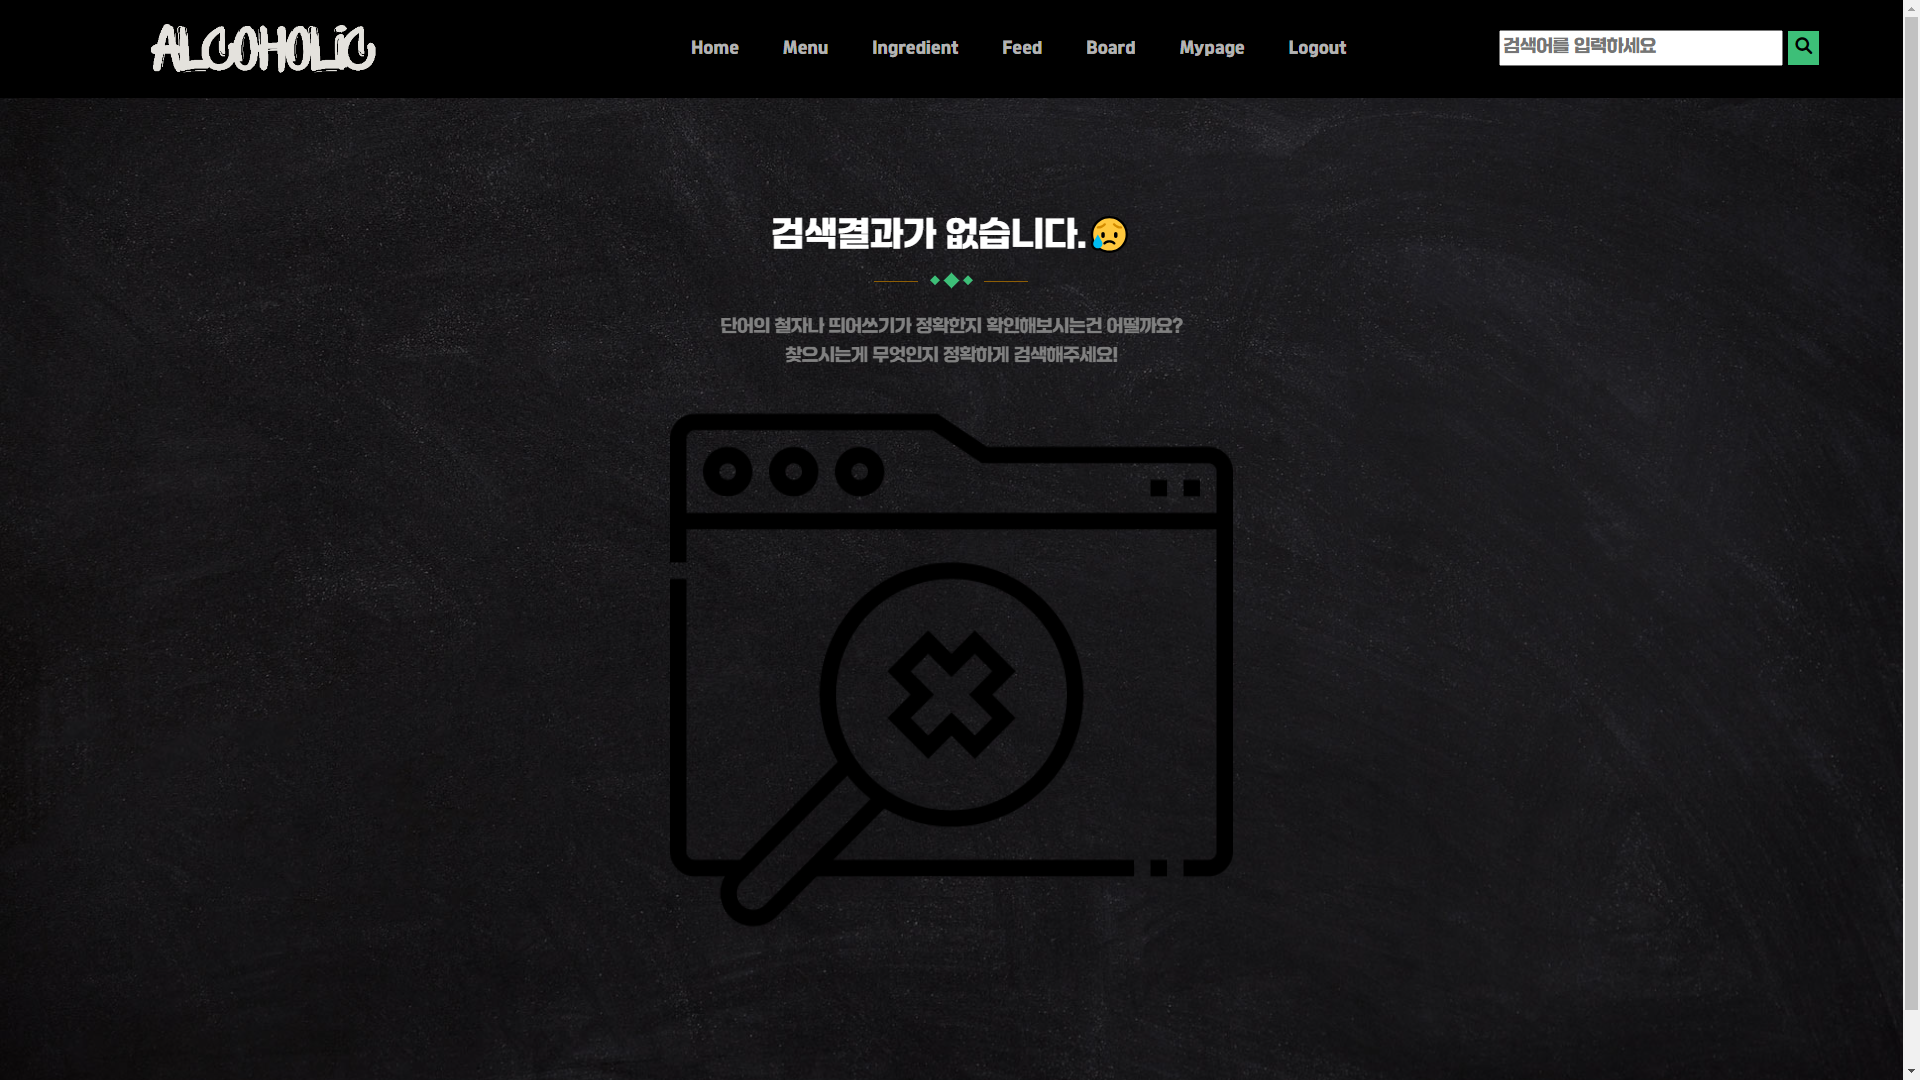 ALCOHOLiC
Home Menu Ingredient Feed Board Mypage Logout
검색어를 입력하세요
검색결과가 없습니다.😥
단어의 철자나 띄어쓰기가 정확한지 확인해보시는건 어떨까요?
찾으시는게 무엇인지 정확하게 검색해주세요!